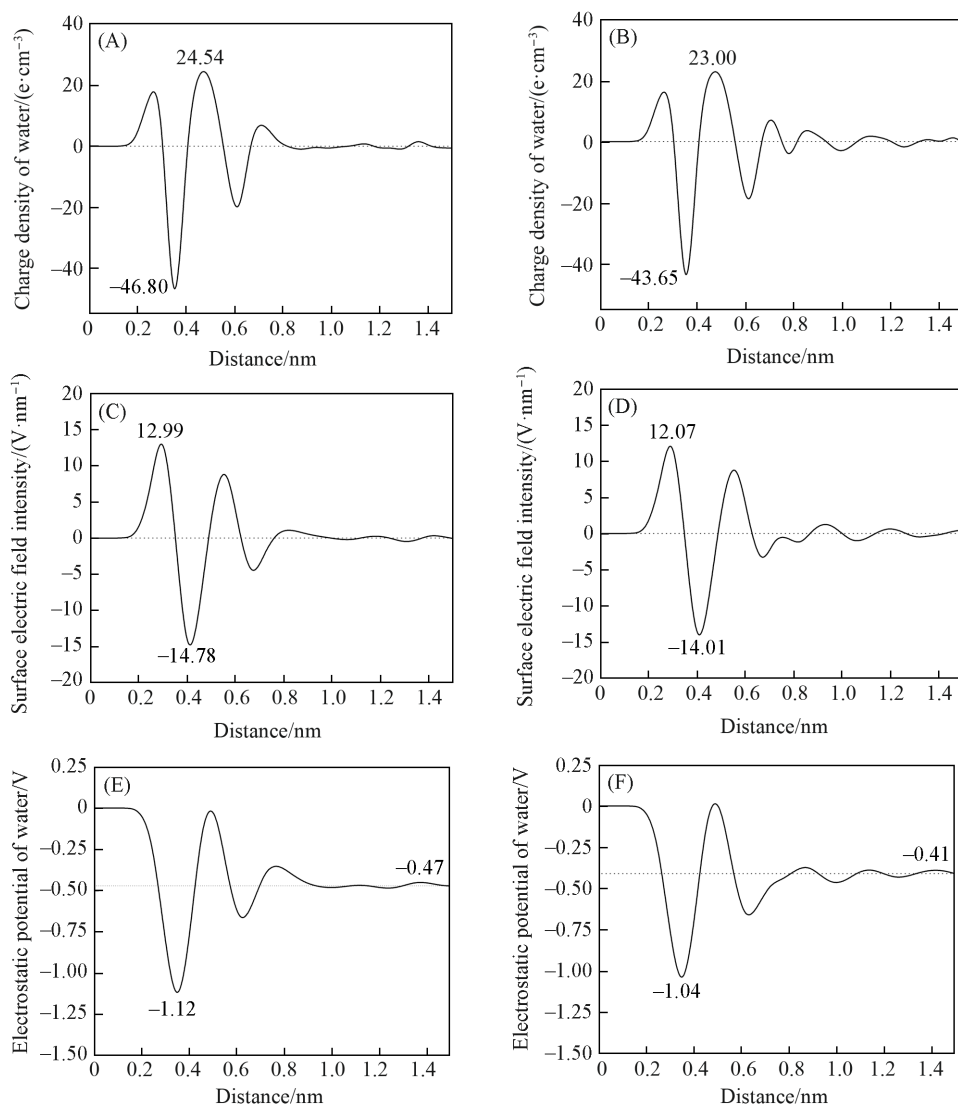 (A)
Charge density of water/(e·cm⁻³)
40
20
0
−20
−40
24.54
−46.80
0 0.2 0.4 0.6 0.8 1.0 1.2 1.4
Distance/nm
(B)
Charge density of water/(e·cm⁻³)
40
20
0
−20
−40
23.00
−43.65
0 0.2 0.4 0.6 0.8 1.0 1.2 1.4
Distance/nm
(C)
Surface electric field intensity/(V·nm⁻¹)
20
15
10
5
0
−5
−10
−15
−20
12.99
−14.78
0 0.2 0.4 0.6 0.8 1.0 1.2 1.4
Distance/nm
(D)
Surface electric field intensity/(V·nm⁻¹)
20
15
10
5
0
−5
−10
−15
−20
12.07
−14.01
0 0.2 0.4 0.6 0.8 1.0 1.2 1.4
Distance/nm
(E)
Electrostatic potential of water/V
0.25
0
−0.25
−0.50
−0.75
−1.00
−1.25
−1.50
−0.47
−1.12
0 0.2 0.4 0.6 0.8 1.0 1.2 1.4
Distance/nm
(F)
Electrostatic potential of water/V
0.25
0
−0.25
−0.50
−0.75
−1.00
−1.25
−1.50
−0.41
−1.04
0 0.2 0.4 0.6 0.8 1.0 1.2 1.4
Distance/nm